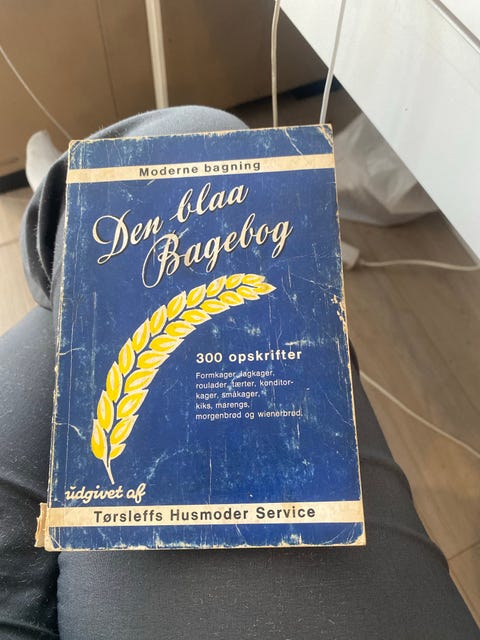 Moderne bagning
Den blaa
Bagebog
300 opskrifter
Formkager, lagkager,
roulader, tærter, konditor-
kager, småkager,
kiks, marengs,
morgenbrød og wienerbrød.
udgivet af
Tørsleffs Husmoder Service